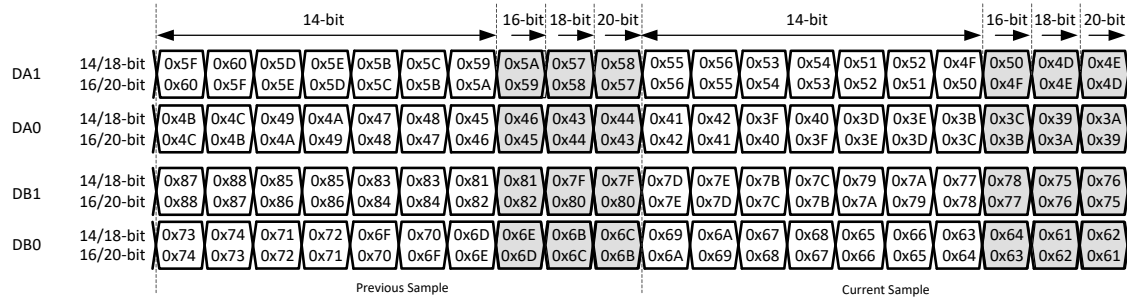 14-bit 16-bit 18-bit 20-bit 14-bit 16-bit 18-bit 20-bit
DA1
14/18-bit 0x5F 0x60 0x5D 0x5E 0x5B 0x5C 0x59 0x5A 0x57 0x58 0x55 0x56 0x53 0x54 0x51 0x52 0x4F 0x50 0x4D 0x4E
16/20-bit 0x60 0x5F 0x5E 0x5D 0x5C 0x5B 0x5A 0x59 0x58 0x57 0x56 0x55 0x54 0x53 0x52 0x51 0x50 0x4F 0x4E 0x4D
DA0
14/18-bit 0x4B 0x4C 0x49 0x4A 0x47 0x48 0x45 0x46 0x43 0x44 0x41 0x42 0x3F 0x40 0x3D 0x3E 0x3B 0x3C 0x39 0x3A
16/20-bit 0x4C 0x4B 0x4A 0x49 0x48 0x47 0x46 0x45 0x44 0x43 0x42 0x41 0x40 0x3F 0x3E 0x3D 0x3C 0x3B 0x3A 0x39
DB1
14/18-bit 0x87 0x88 0x85 0x85 0x83 0x83 0x81 0x81 0x7F 0x7F 0x7D 0x7E 0x7B 0x7C 0x79 0x7A 0x77 0x78 0x75 0x76
16/20-bit 0x88 0x87 0x86 0x86 0x84 0x84 0x82 0x82 0x80 0x80 0x7E 0x7D 0x7C 0x7B 0x7A 0x79 0x78 0x77 0x76 0x75
DB0
14/18-bit 0x73 0x74 0x71 0x72 0x6F 0x70 0x6D 0x6E 0x6B 0x6C 0x69 0x6A 0x67 0x68 0x65 0x66 0x63 0x64 0x61 0x62
16/20-bit 0x74 0x73 0x72 0x71 0x70 0x6F 0x6E 0x6D 0x6C 0x6B 0x6A 0x69 0x68 0x67 0x66 0x65 0x64 0x63 0x62 0x61
Previous Sample Current Sample